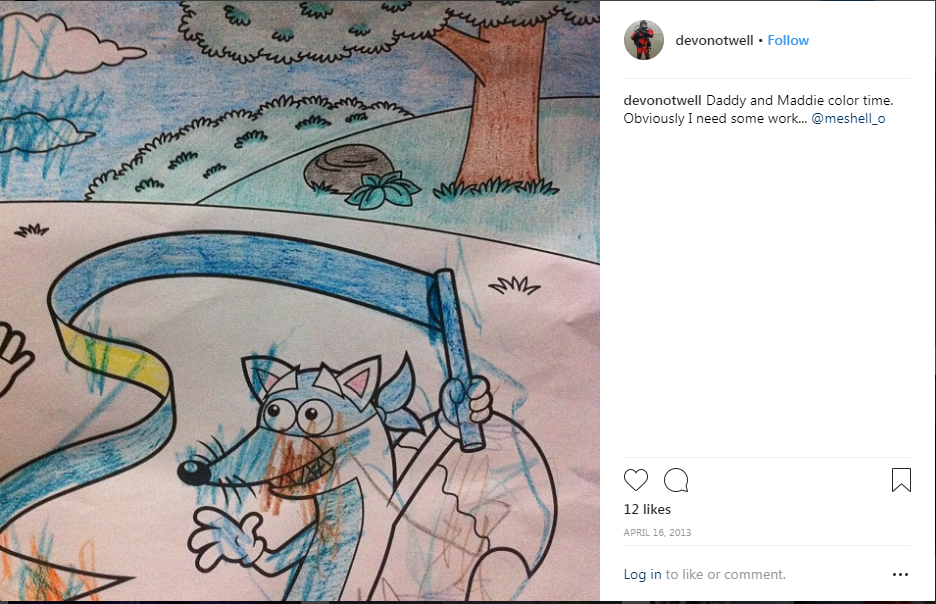 devonotwell • Follow
devonotwell Daddy and Maddie color time.
Obviously I need some work... @meshell_o
12 likes
APRIL 16, 2013
Log in to like or comment.